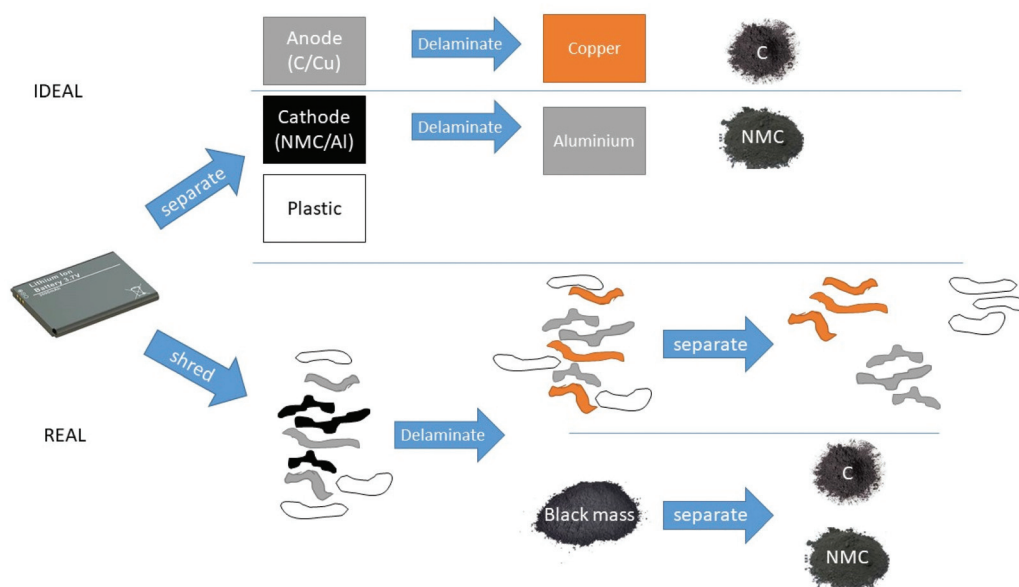 IDEAL
separate
Anode
(C/Cu)
Delaminate
Copper
C
Cathode
(NMC/Al)
Delaminate
Aluminium
NMC
Plastic
Lithium Ion
Battery 3.7V
REAL
shred
Delaminate
separate
Black mass
separate
C
NMC